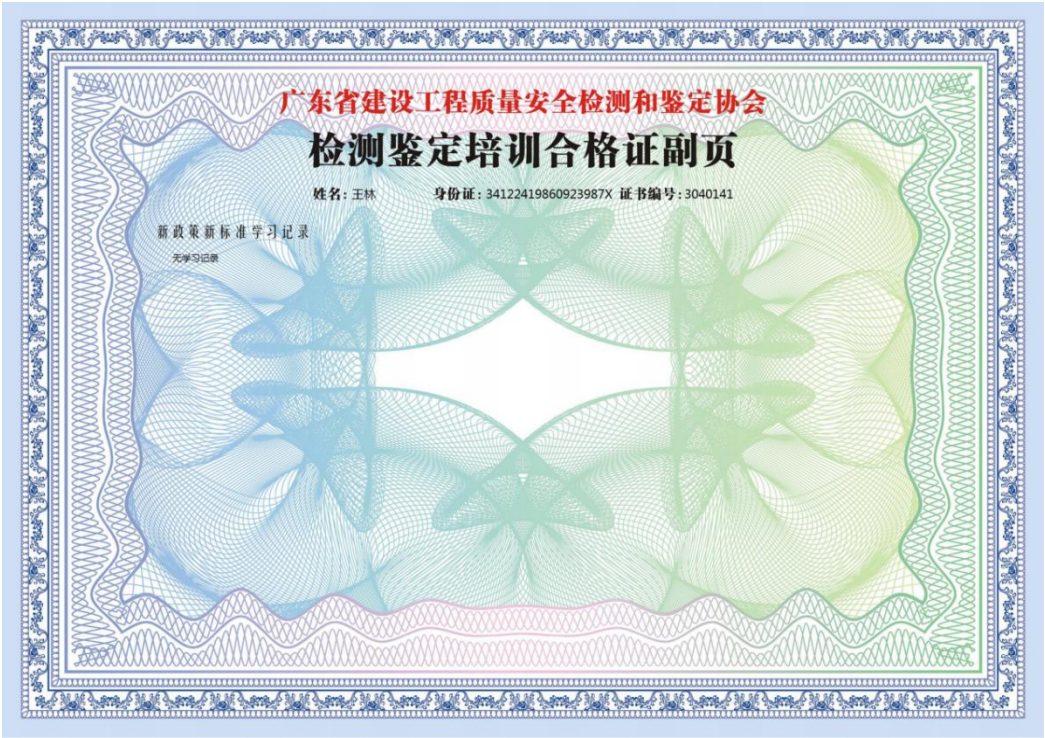 广东省建设工程质量安全检测和鉴定协会
检测鉴定培训合格证副页
姓名: 王林 身份证: 34122419860923987X 证书编号: 3040141
新政策新标准学习记录
无学习记录